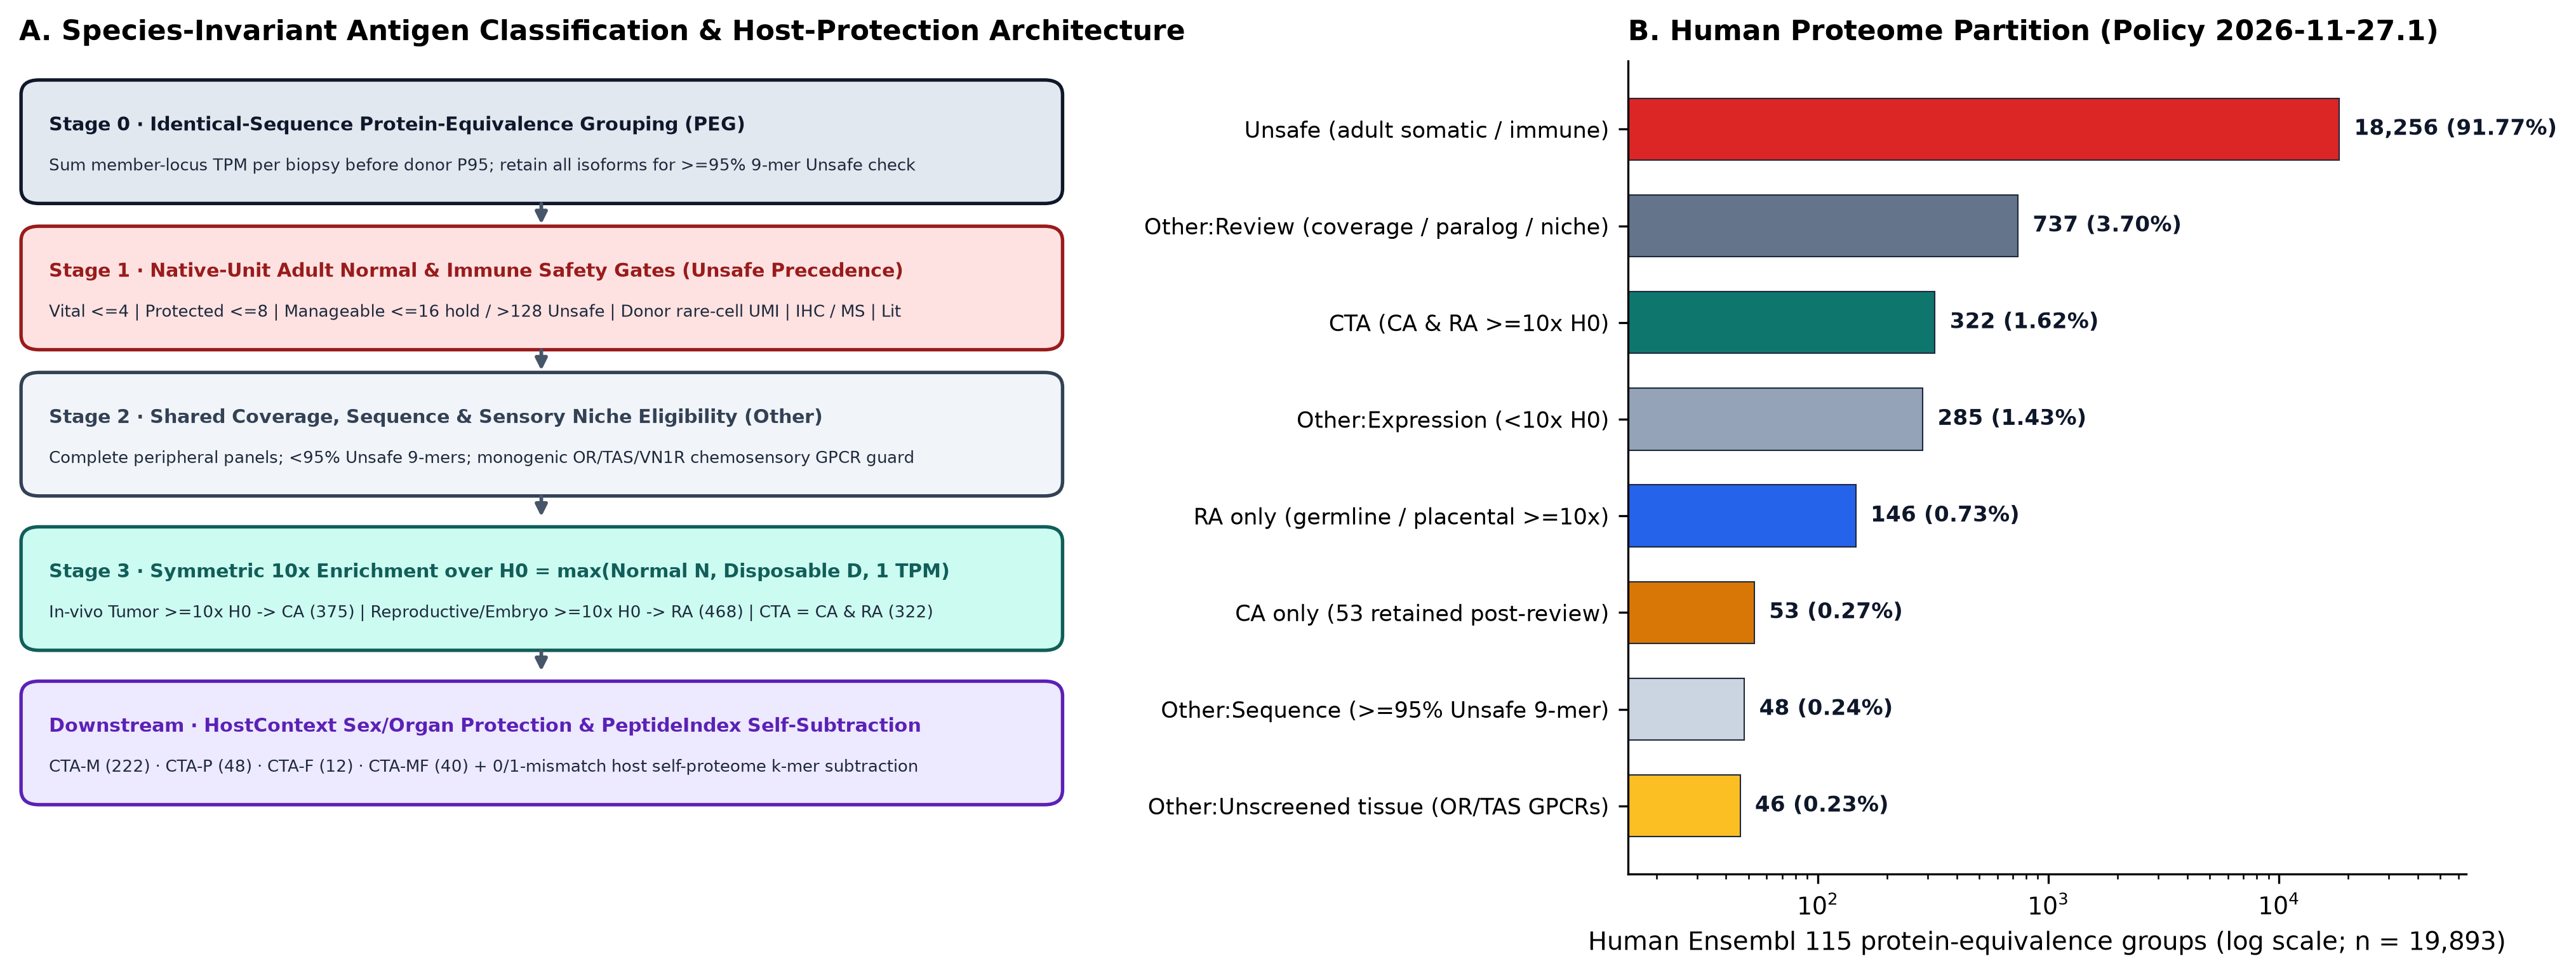 A. Species-Invariant Antigen Classification & Host-Protection Architecture
Stage 0 · Identical-Sequence Protein-Equivalence Grouping (PEG)
Sum member-locus TPM per biopsy before donor P95; retain all isoforms for >=95% 9-mer Unsafe check
Stage 1 · Native-Unit Adult Normal & Immune Safety Gates (Unsafe Precedence)
Vital <=4 | Protected <=8 | Manageable <=16 hold / >128 Unsafe | Donor rare-cell UMI | IHC / MS | Lit
Stage 2 · Shared Coverage, Sequence & Sensory Niche Eligibility (Other)
Complete peripheral panels; <95% Unsafe 9-mers; monogenic OR/TAS/VN1R chemosensory GPCR guard
Stage 3 · Symmetric 10x Enrichment over H0 = max(Normal N, Disposable D, 1 TPM)
In-vivo Tumor >=10x H0 -> CA (375) | Reproductive/Embryo >=10x H0 -> RA (468) | CTA = CA & RA (322)
Downstream · HostContext Sex/Organ Protection & PeptideIndex Self-Subtraction
CTA-M (222) · CTA-P (48) · CTA-F (12) · CTA-MF (40) + 0/1-mismatch host self-proteome k-mer subtraction
B. Human Proteome Partition (Policy 2026-11-27.1)
Unsafe (adult somatic / immune) 18,256 (91.77%)
Other:Review (coverage / paralog / niche) 737 (3.70%)
CTA (CA & RA >=10x H0) 322 (1.62%)
Other:Expression (<10x H0) 285 (1.43%)
RA only (germline / placental >=10x) 146 (0.73%)
CA only (53 retained post-review) 53 (0.27%)
Other:Sequence (>=95% Unsafe 9-mer) 48 (0.24%)
Other:Unscreened tissue (OR/TAS GPCRs) 46 (0.23%)
10² 10³ 10⁴
Human Ensembl 115 protein-equivalence groups (log scale; n = 19,893)